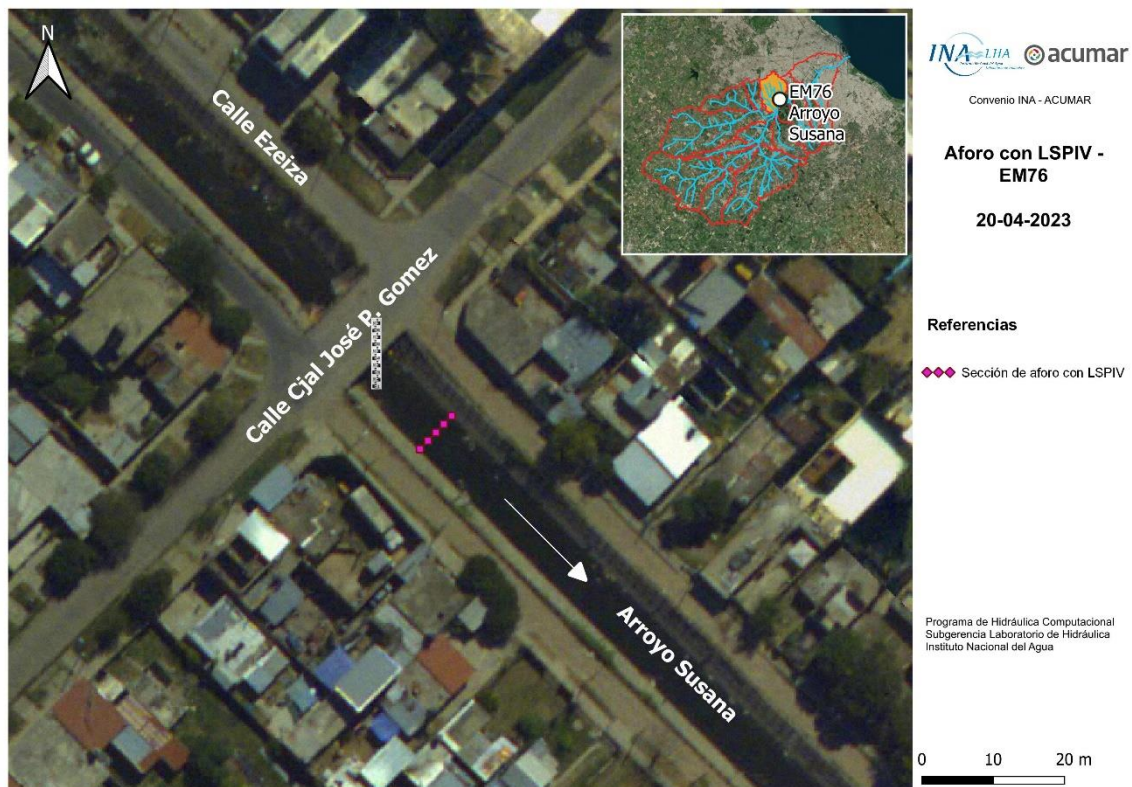 N
Calle Ezeiza
Calle Cjal José P. Gomez
Arroyo Susana
EM76
Arroyo
Susana
INA LHA
acumar
Convenio INA - ACUMAR
Aforo con LSPIV -
EM76
20-04-2023
Referencias
Sección de aforo con LSPIV
Programa de Hidráulica Computacional
Subgerencia Laboratorio de Hidráulica
Instituto Nacional del Agua
0 10 20 m